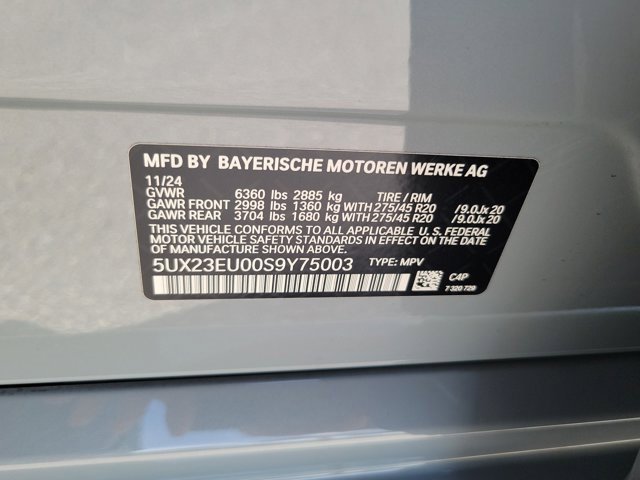 MFD BY BAYERISCHE MOTOREN WERKE AG
11/24
GVWR 6360 lbs 2885 kg TIRE / RIM
GAWR FRONT 2998 lbs 1360 kg WITH 275/45 R20 /9.0Jx20
GAWR REAR 3704 lbs 1680 kg WITH 275/45 R20 /9.0Jx20
THIS VEHICLE CONFORMS TO ALL APPLICABLE U.S. FEDERAL
MOTOR VEHICLE SAFETY STANDARDS IN EFFECT ON THE
DATE OF MANUFACTURE SHOWN ABOVE.
5UX23EU00S9Y75003 TYPE: MPV
C4P
7 320 729